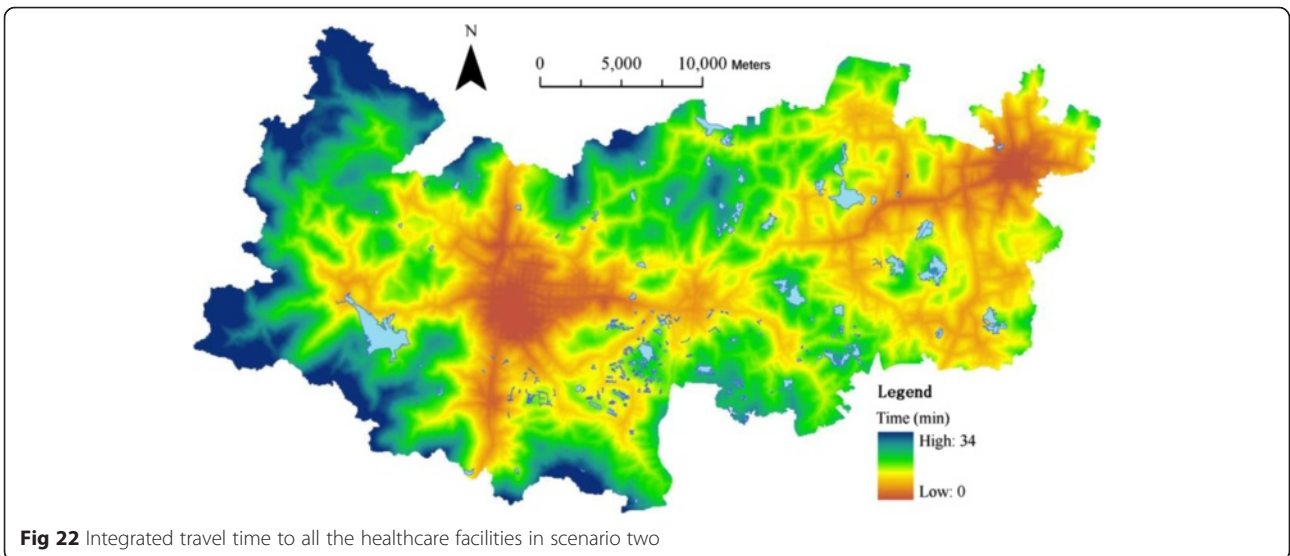 N
0 5,000 10,000 Meters
Legend
Time (min)
High: 34
Low: 0
Fig 22 Integrated travel time to all the healthcare facilities in scenario two